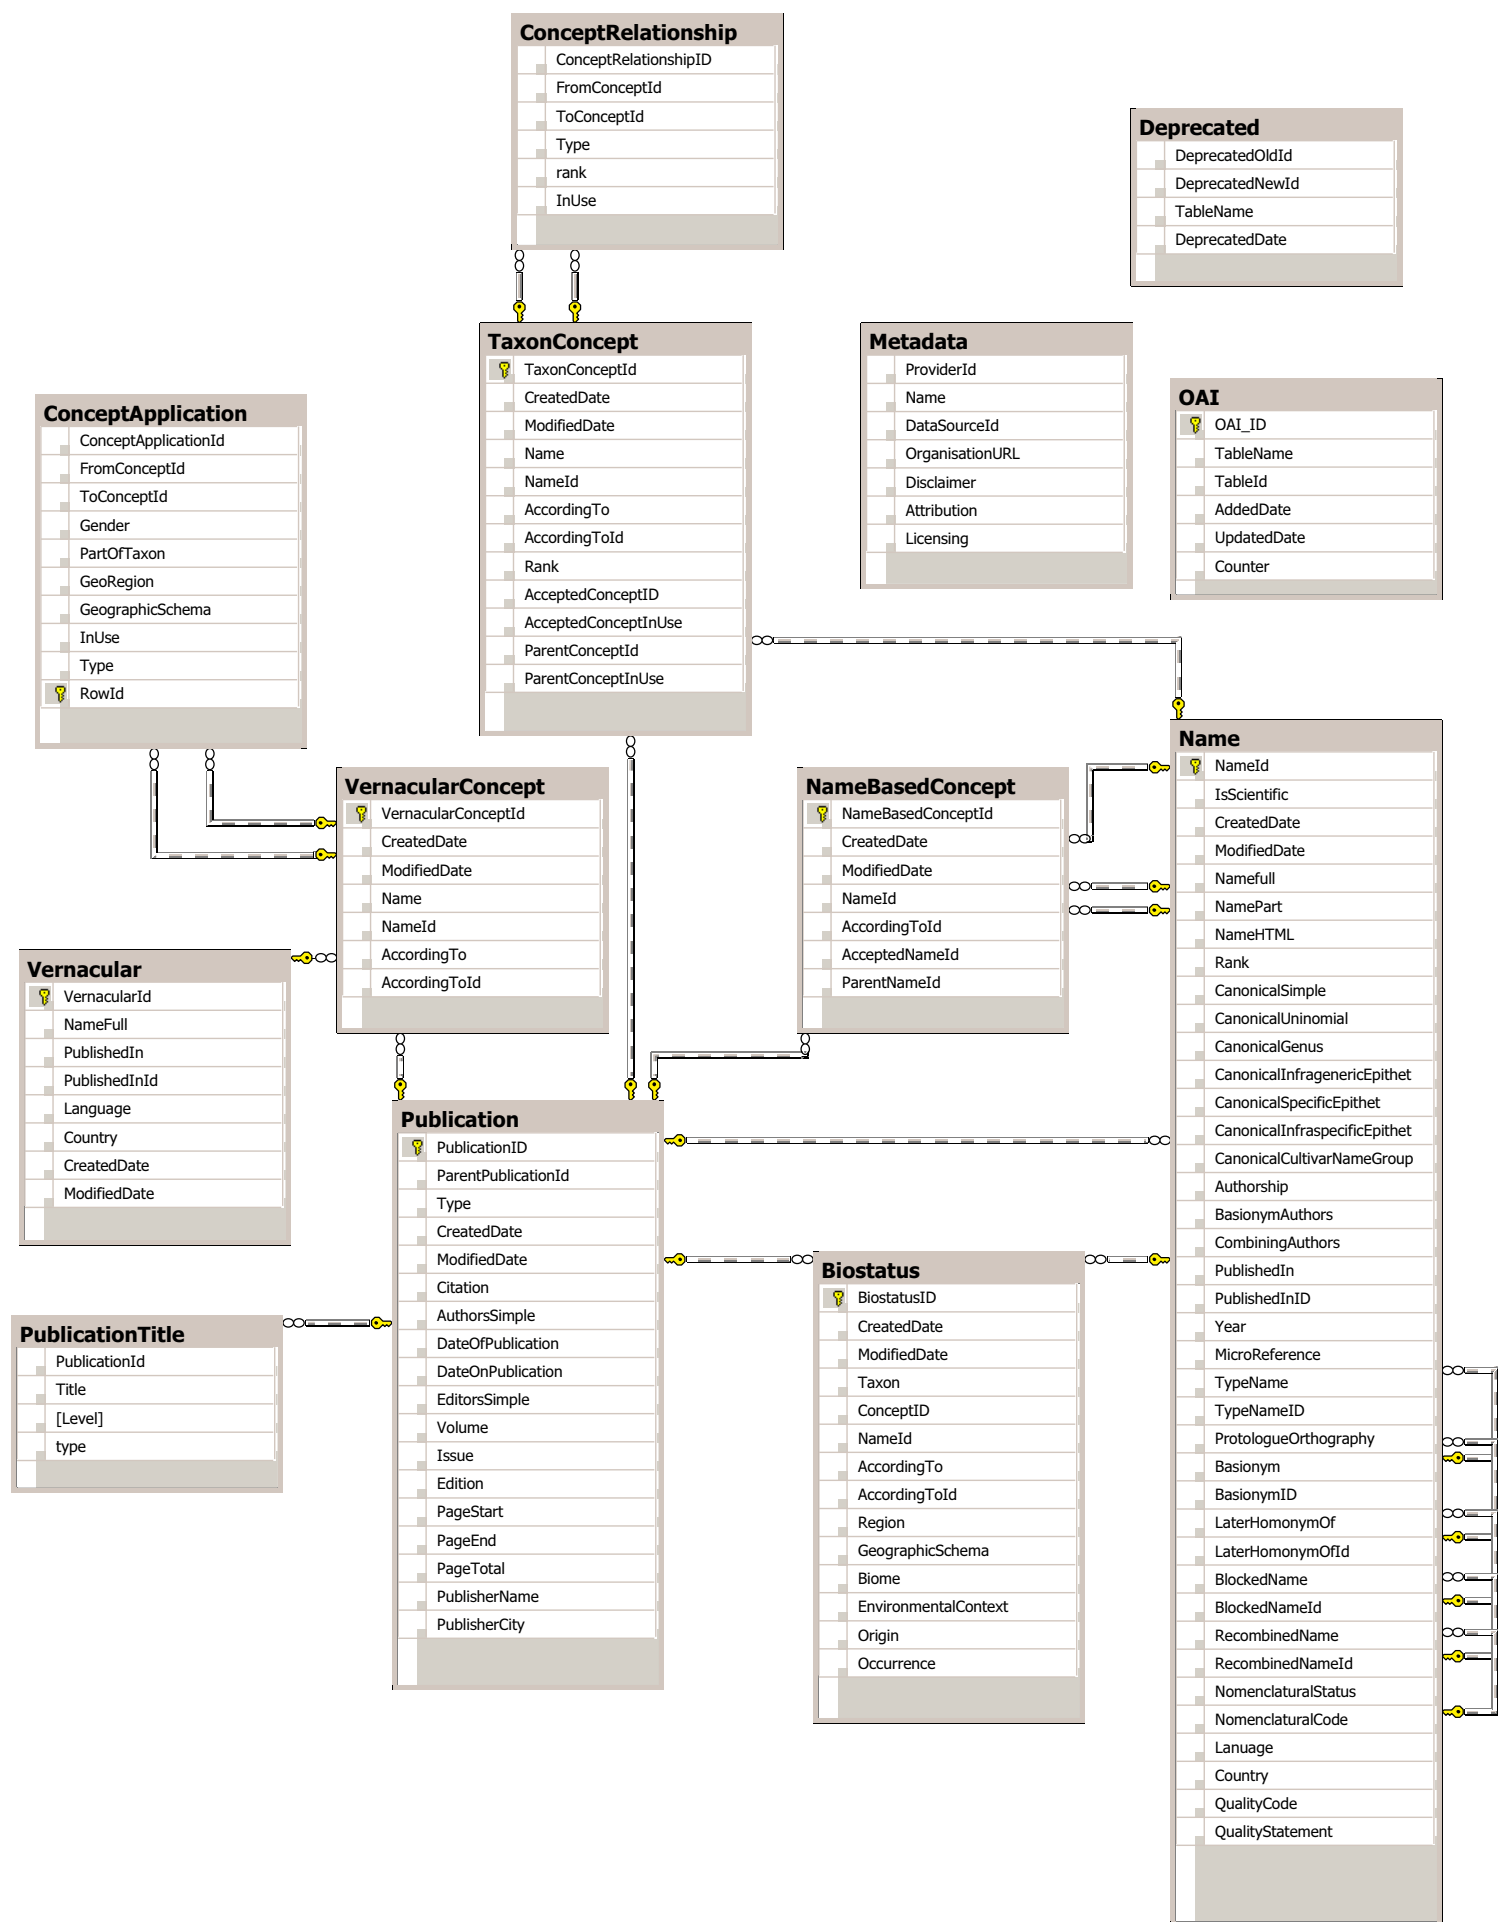 ConceptRelationship
ConceptRelationshipID
FromConceptId
ToConceptId
Type
rank
InUse
Deprecated
DeprecatedOldId
DeprecatedNewId
TableName
DeprecatedDate
TaxonConcept
TaxonConceptId
CreatedDate
ModifiedDate
Name
NameId
AccordingTo
AccordingToId
Rank
AcceptedConceptID
AcceptedConceptInUse
ParentConceptId
ParentConceptInUse
Metadata
ProviderId
Name
DataSourceId
OrganisationURL
Disclaimer
Attribution
Licensing
OAI
OAI_ID
TableName
TableId
AddedDate
UpdatedDate
Counter
ConceptApplication
ConceptApplicationId
FromConceptId
ToConceptId
Gender
PartOfTaxon
GeoRegion
GeographicSchema
InUse
Type
RowId
VernacularConcept
VernacularConceptId
CreatedDate
ModifiedDate
Name
NameId
AccordingTo
AccordingToId
NameBasedConcept
NameBasedConceptId
CreatedDate
ModifiedDate
NameId
AccordingToId
AcceptedNameId
ParentNameId
Name
NameId
IsScientific
CreatedDate
ModifiedDate
Namefull
NamePart
NameHTML
Rank
CanonicalSimple
CanonicalUninomial
CanonicalGenus
CanonicalInfragenericEpithet
CanonicalSpecificEpithet
CanonicalInfraspecificEpithet
CanonicalCultivarNameGroup
Authorship
BasionymAuthors
CombiningAuthors
PublishedIn
PublishedInID
Year
MicroReference
TypeName
TypeNameID
ProtologueOrthography
Basionym
BasionymID
LaterHomonymOf
LaterHomonymOfId
BlockedName
BlockedNameId
RecombinedName
RecombinedNameId
NomenclaturalStatus
NomenclaturalCode
Lanuage
Country
QualityCode
QualityStatement
Vernacular
VernacularId
NameFull
PublishedIn
PublishedInId
Language
Country
CreatedDate
ModifiedDate
Publication
PublicationID
ParentPublicationId
Type
CreatedDate
ModifiedDate
Citation
AuthorsSimple
DateOfPublication
DateOnPublication
EditorsSimple
Volume
Issue
Edition
PageStart
PageEnd
PageTotal
PublisherName
PublisherCity
Biostatus
BiostatusID
CreatedDate
ModifiedDate
Taxon
ConceptID
NameId
AccordingTo
AccordingToId
Region
GeographicSchema
Biome
EnvironmentalContext
Origin
Occurrence
PublicationTitle
PublicationId
Title
[Level]
type